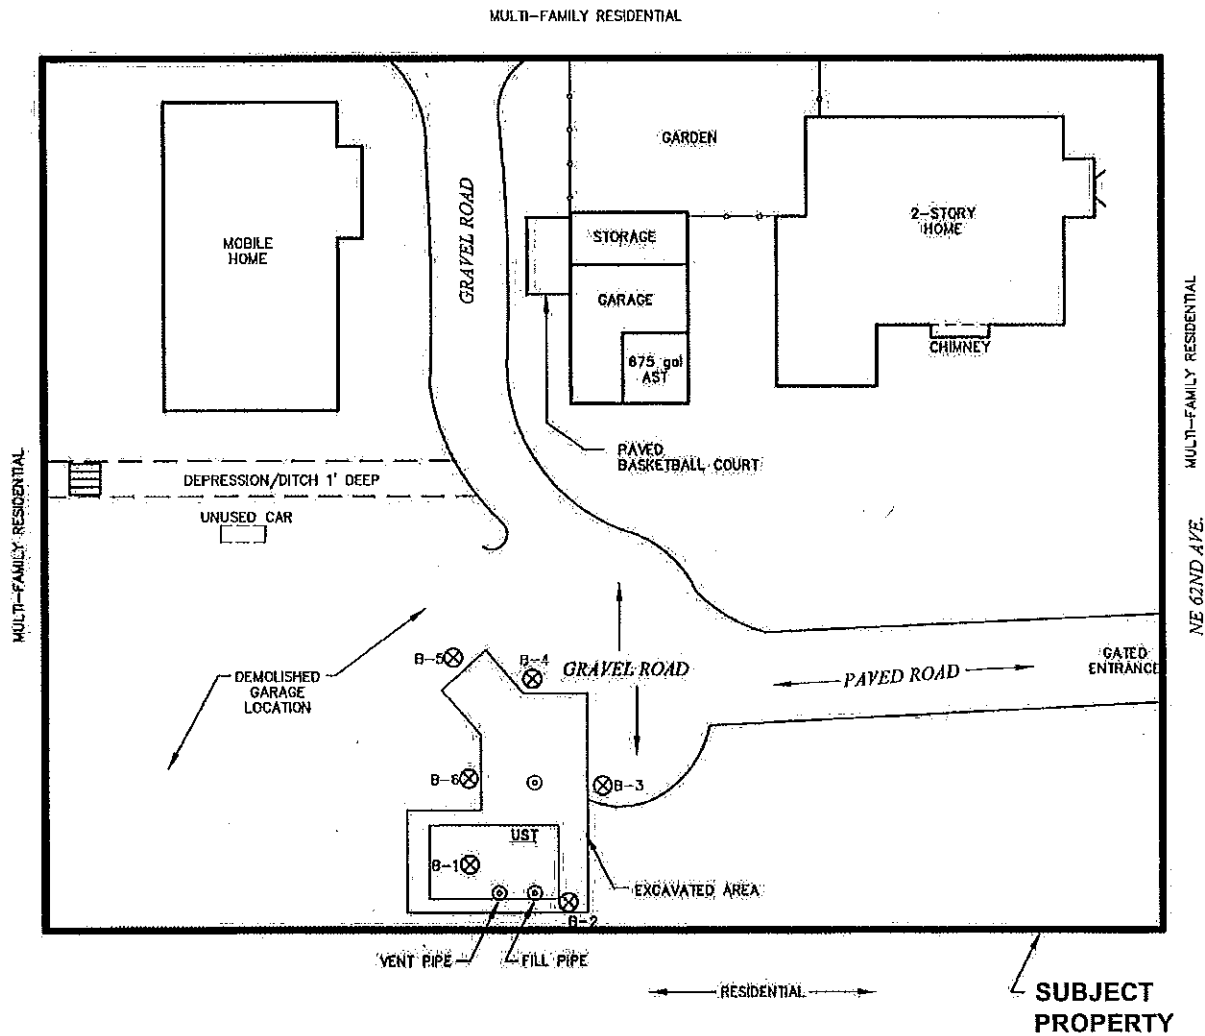 MULTI-FAMILY RESIDENTIAL
GARDEN
GRAVEL ROAD
2-STORY
HOME
STORAGE
MOBILE
HOME
GARAGE
675 gal
AST
CHIMNEY
MULTI-FAMILY RESIDENTIAL
PAVED
BASKETBALL COURT
DEPRESSION/DITCH 1' DEEP
UNUSED CAR
MULTI-FAMILY RESIDENTIAL
NE 62ND AVE.
B-5
B-4
GRAVEL ROAD
PAVED ROAD
GATED
ENTRANCE
DEMOLISHED
GARAGE
LOCATION
B-6
B-3
UST
B-1
EXCAVATED AREA
B-2
VENT PIPE
FILL PIPE
RESIDENTIAL
SUBJECT
PROPERTY